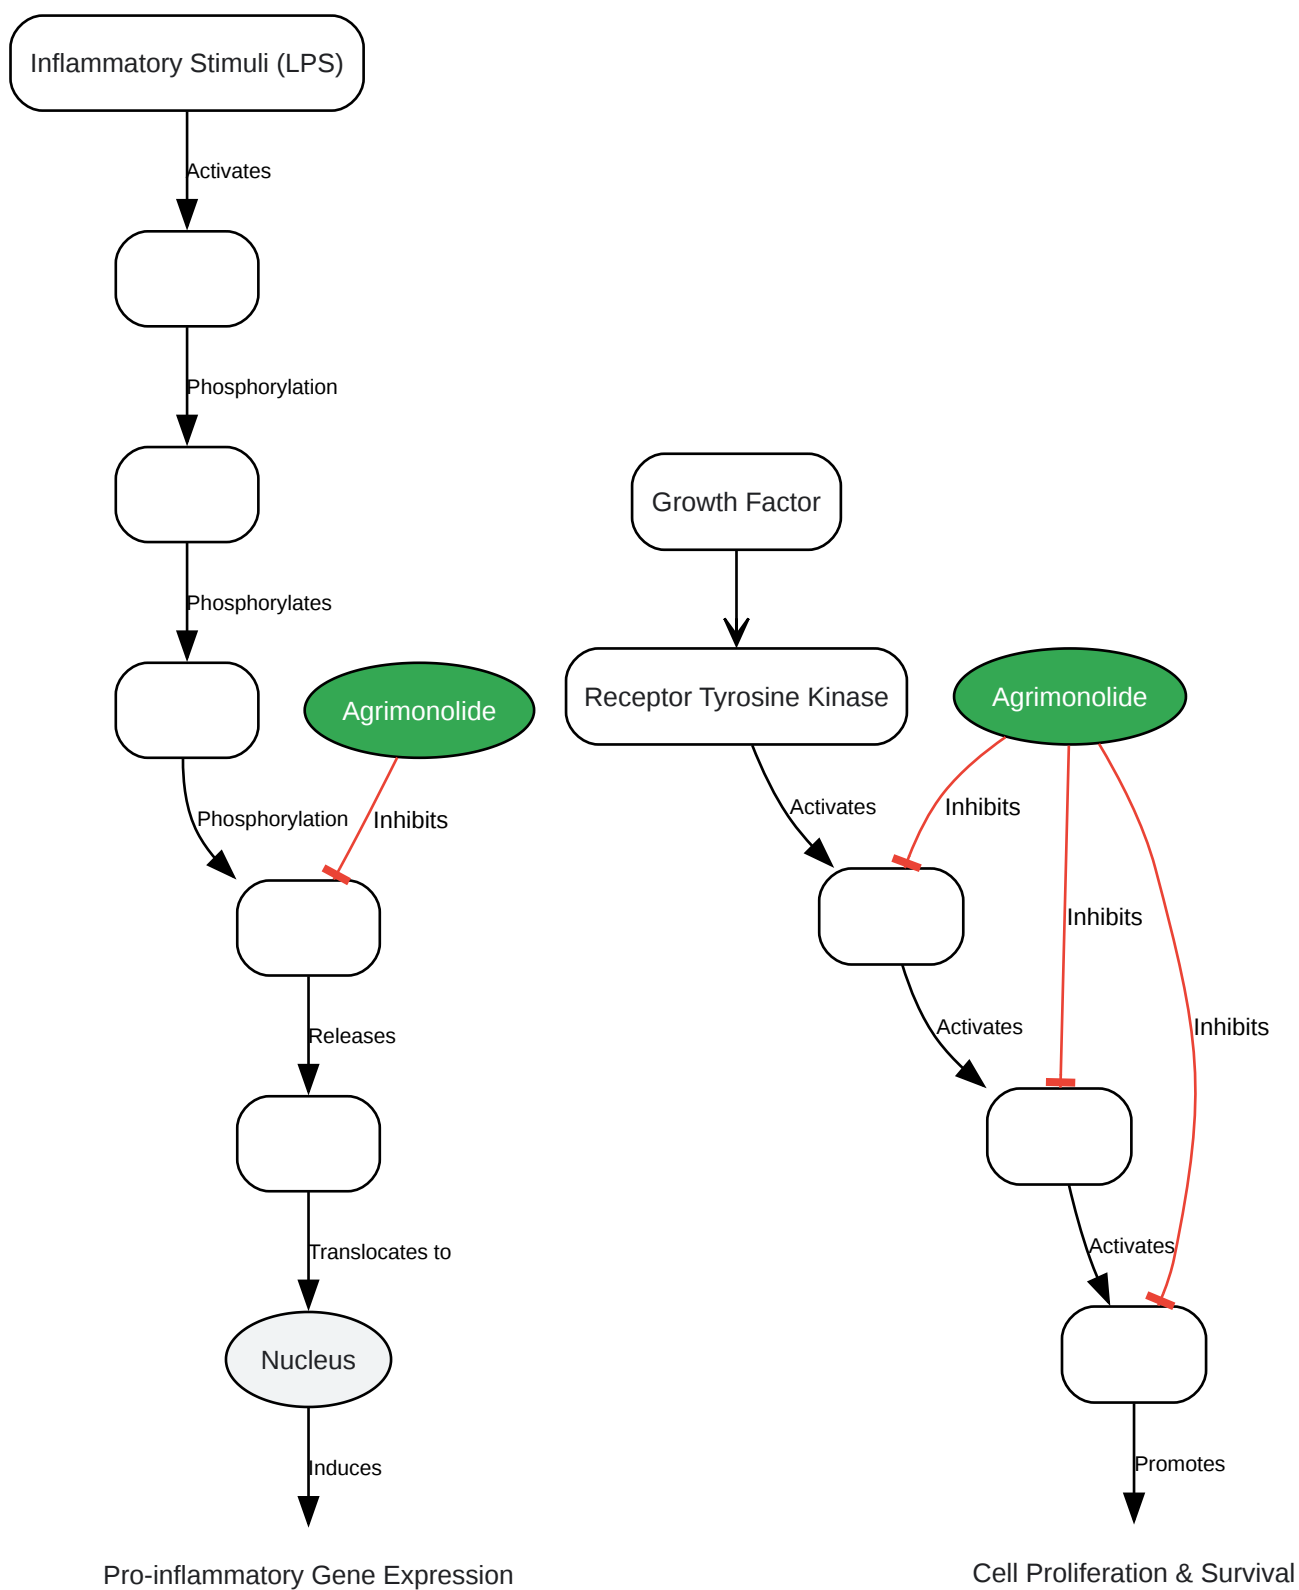 Inflammatory Stimuli (LPS)
Activates
Phosphorylation
Phosphorylates
Agrimonolide
Phosphorylation
Inhibits
Releases
Translocates to
Nucleus
Induces
Pro-inflammatory Gene Expression
Growth Factor
Receptor Tyrosine Kinase
Agrimonolide
Activates
Inhibits
Inhibits
Activates
Inhibits
Activates
Promotes
Cell Proliferation & Survival